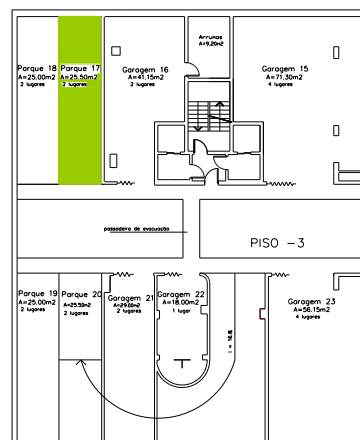 Arrumos
A=9.20m2
Parque 18
A=25.00m2
2 lugares
Parque 17
A=25.50m2
2 lugares
Garagem 16
A=41.15m2
2 lugares
Garagem 15
A=71.30m2
4 lugares
passadeira de evacuação
PISO -3
Parque 19
A=25.00m2
2 lugares
Parque 20
A=25.50m2
2 lugares
Garagem 21
A=29.00m2
2 lugares
Garagem 22
A=18.00m2
1 lugar
Garagem 23
A=56.15m2
4 lugares